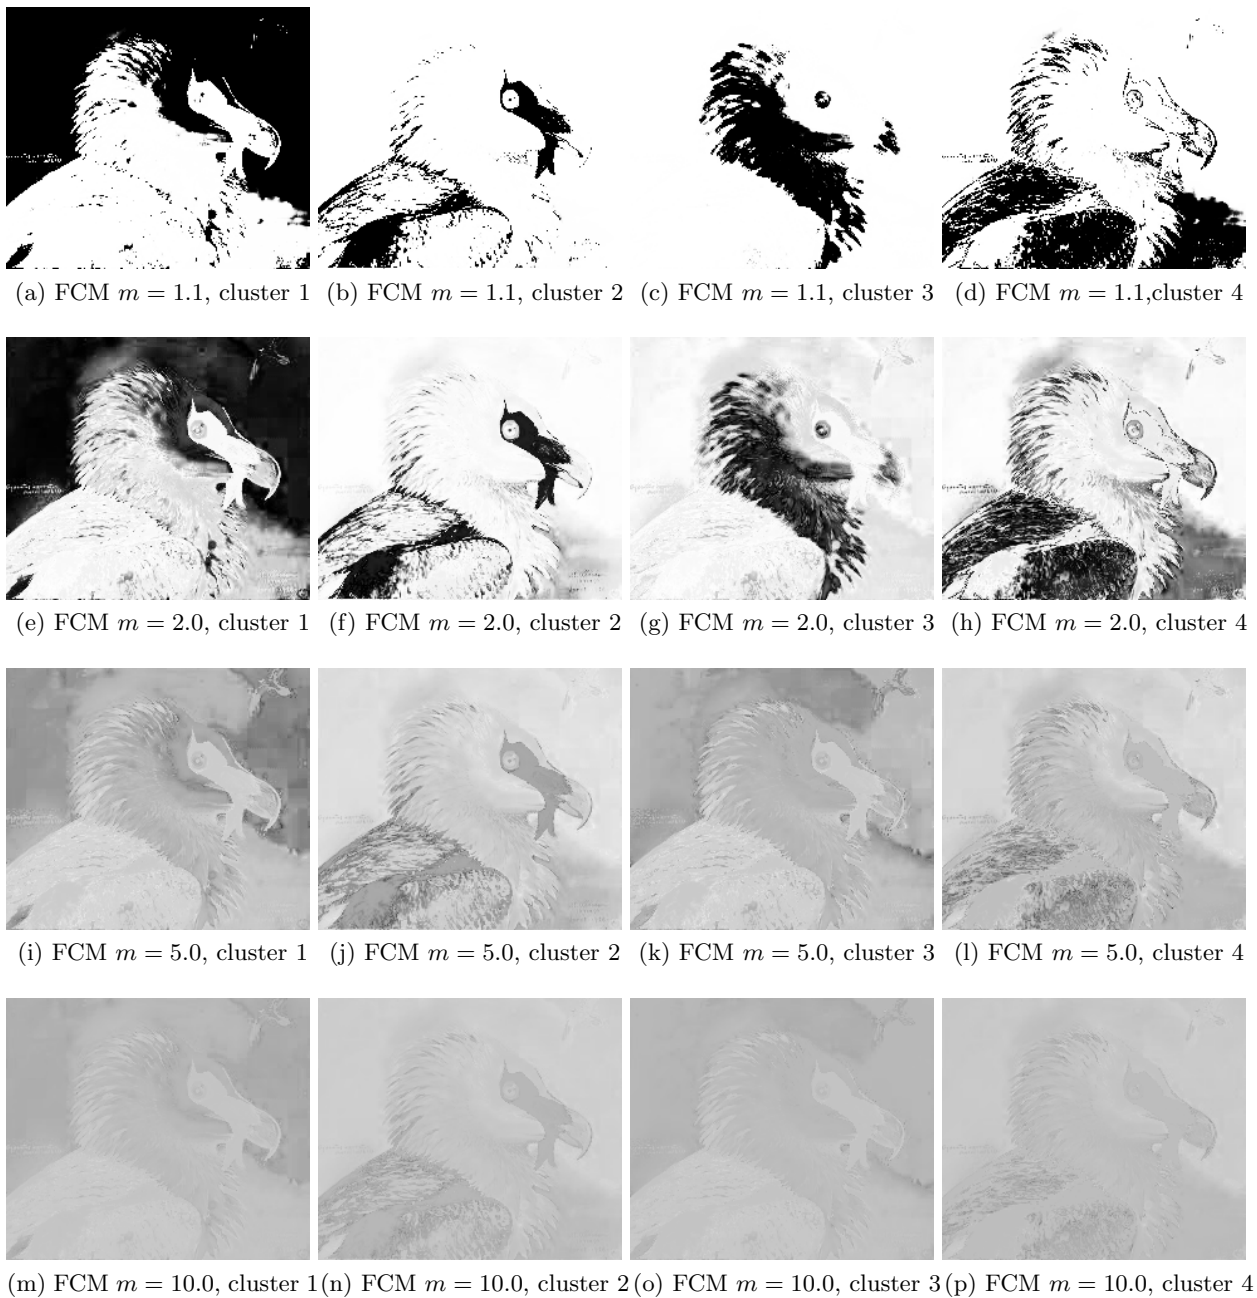 (a) FCM m = 1.1, cluster 1 (b) FCM m = 1.1, cluster 2 (c) FCM m = 1.1, cluster 3 (d) FCM m = 1.1,cluster 4
(e) FCM m = 2.0, cluster 1 (f) FCM m = 2.0, cluster 2 (g) FCM m = 2.0, cluster 3 (h) FCM m = 2.0, cluster 4
(i) FCM m = 5.0, cluster 1 (j) FCM m = 5.0, cluster 2 (k) FCM m = 5.0, cluster 3 (l) FCM m = 5.0, cluster 4
(m) FCM m = 10.0, cluster 1 (n) FCM m = 10.0, cluster 2 (o) FCM m = 10.0, cluster 3 (p) FCM m = 10.0, cluster 4